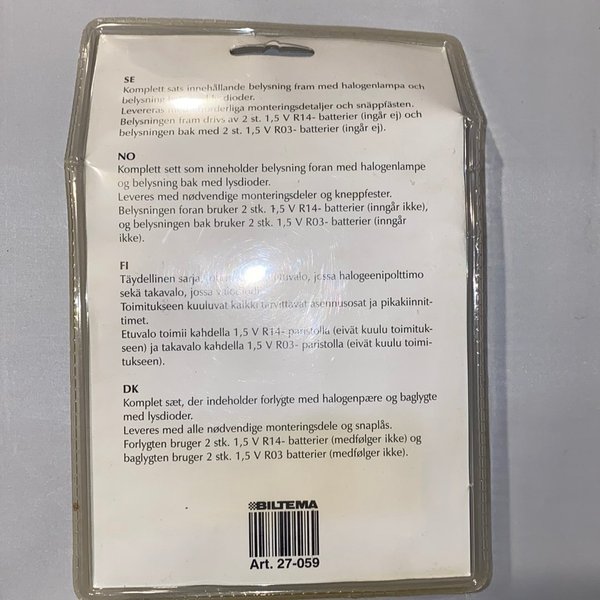 SE
Komplett sats innehållande belysning fram med halogenlampa och
belysning med lysdioder.
Levereras med erforderliga monteringsdetaljer och snäppfästen.
Belysningen fram drivs av 2 st. 1,5 V R14- batterier (ingår ej) och
belysningen bak med 2 st. 1,5 V R03- batterier (ingår ej).
NO
Komplett sett som inneholder belysning foran med halogenlampe
og belysning bak med lysdioder.
Leveres med nødvendige monteringsdeler og kneppfester.
Belysningen foran bruker 2 stk. 1,5 V R14- batterier (inngår ikke),
og belysningen bak bruker 2 stk. 1,5 V R03- batterier (inngår
ikke).
FI
Täydellinen sarja, jossa halogeenipolttimo
sekä takavalo, jossa
Toimitukseen kuuluvat kaikki tarvittavat asennusosat ja pikakiinnit-
timet.
Etuvalo toimii kahdella 1,5 V R14- paristolla (eivät kuulu toimituk-
seen) ja takavalo kahdella 1,5 V R03- paristolla (eivät kuulu toimi-
tukseen).
DK
Komplet sæt, der indeholder forlygte med halogenpære og baglygte
med lysdioder.
Leveres med alle nødvendige monteringsdele og snaplås.
Forlygten bruger 2 stk. 1,5 V R14- batterier (medfølger ikke) og
baglygten bruger 2 stk. 1,5 V R03 batterier (medfølger ikke).
BILTEMA
Art. 27-059